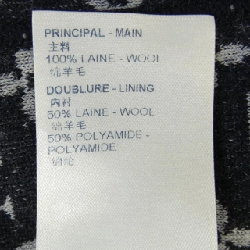 PRINCIPAL - MAIN
主料
100% LAINE - WOOL
绵羊毛
DOUBLURE - LINING
内衬
50% LAINE - WOOL
绵羊毛
50% POLYAMIDE -
POLYAMIDE
锦纶